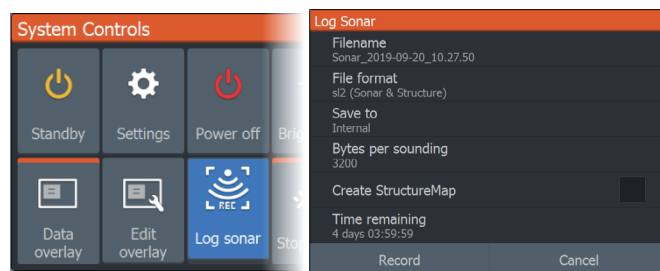 System Controls
Standby
Settings
Power off
Data
overlay
Edit
overlay
REC
Log sonar
Log Sonar
Filename
Sonar_2019-09-20_10.27.50
File format
sl2 (Sonar & Structure)
Save to
Internal
Bytes per sounding
3200
Create StructureMap
Time remaining
4 days 03:59:59
Record
Cancel